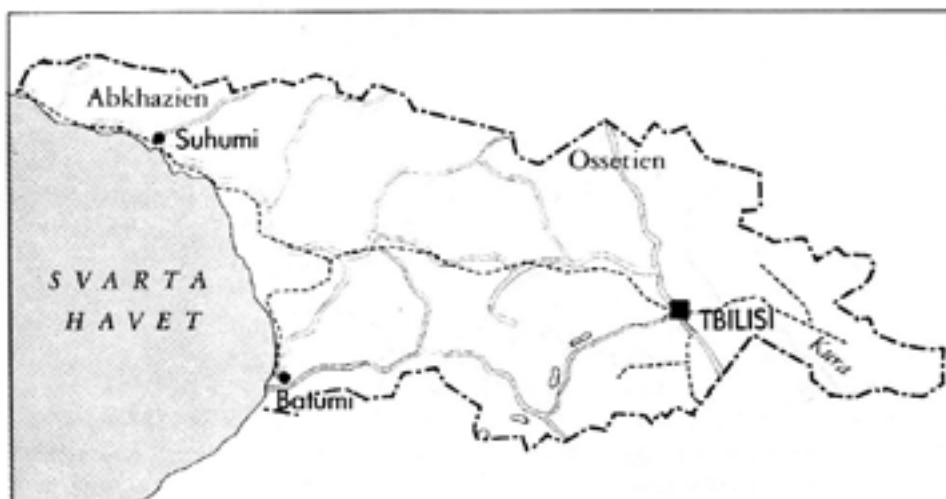 Abkhazien
Suhumi
Ossetien
SVARTA
HAVET
TBILISI
Kura
Batumi